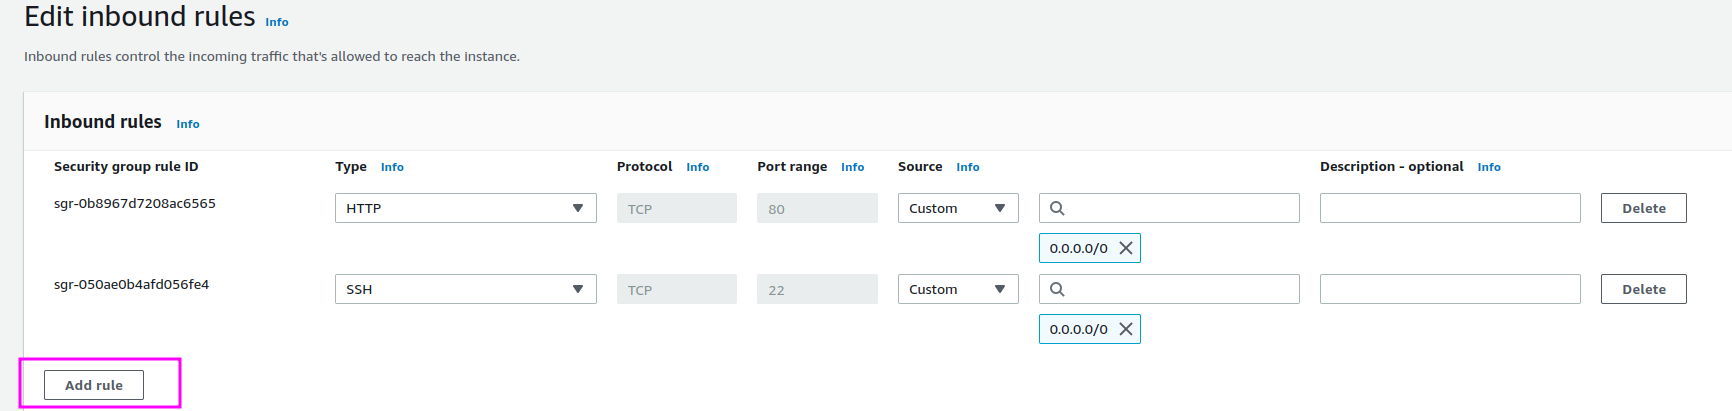 Edit inbound rules Info
Inbound rules control the incoming traffic that's allowed to reach the instance.
Inbound rules Info
Security group rule ID Type Info Protocol Info Port range Info Source Info Description - optional Info
sgr-0b8967d7208ac6565 HTTP TCP 80 Custom Delete
0.0.0.0/0
sgr-050ae0b4afd056fe4 SSH TCP 22 Custom Delete
0.0.0.0/0
Add rule